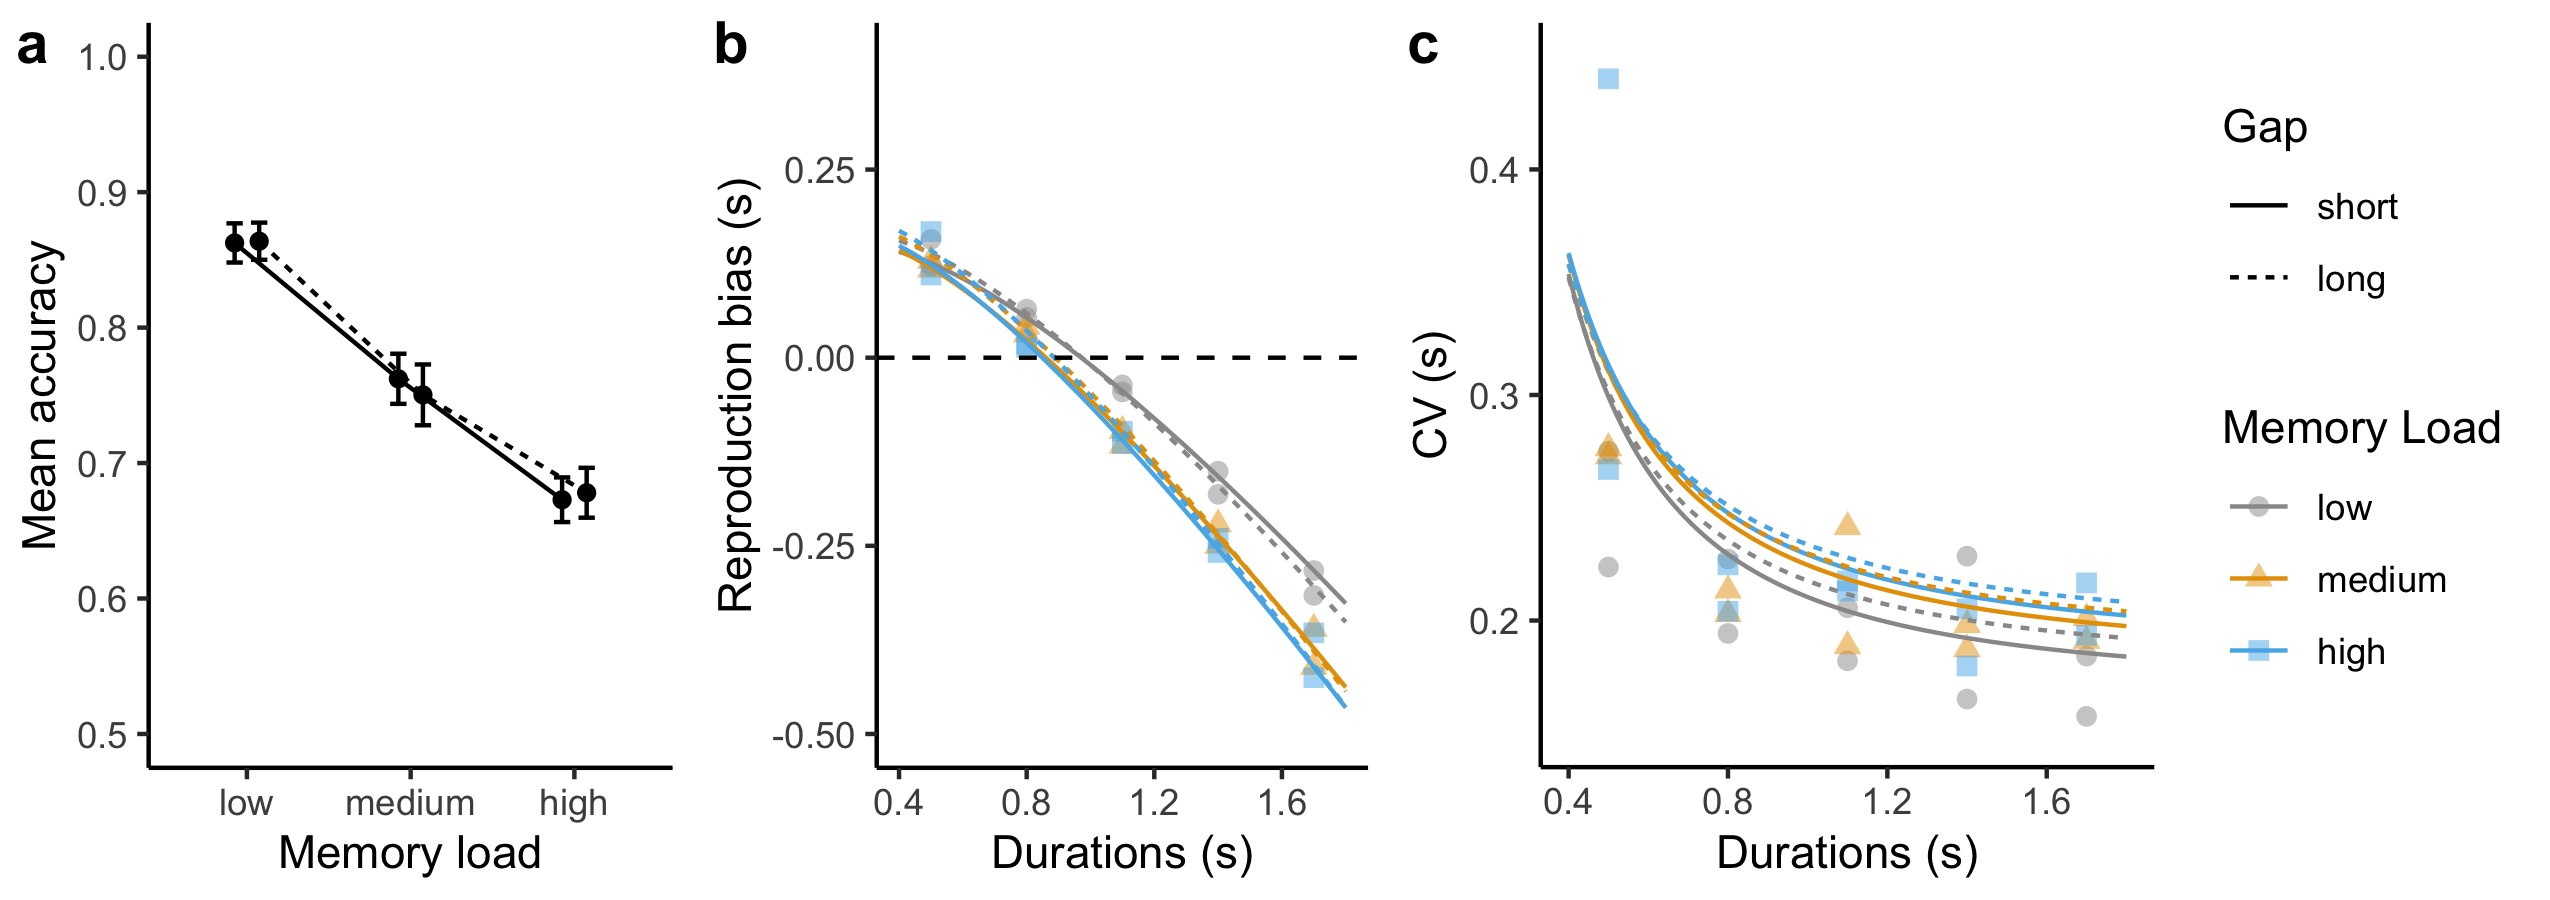 a
1.0
0.9
0.8
0.7
0.6
0.5
Mean accuracy
low medium high
Memory load
b
0.25
0.00
-0.25
-0.50
Reproduction bias (s)
0.4 0.8 1.2 1.6
Durations (s)
c
0.4
0.3
0.2
CV (s)
0.4 0.8 1.2 1.6
Durations (s)
Gap
short
long
Memory Load
low
medium
high